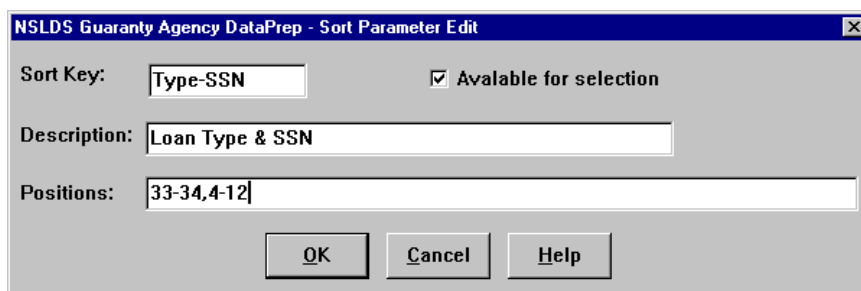 NSLDS Guaranty Agency DataPrep - Sort Parameter Edit
Sort Key: Type-SSN Avalable for selection
Description: Loan Type & SSN
Positions: 33-34,4-12
OK Cancel Help